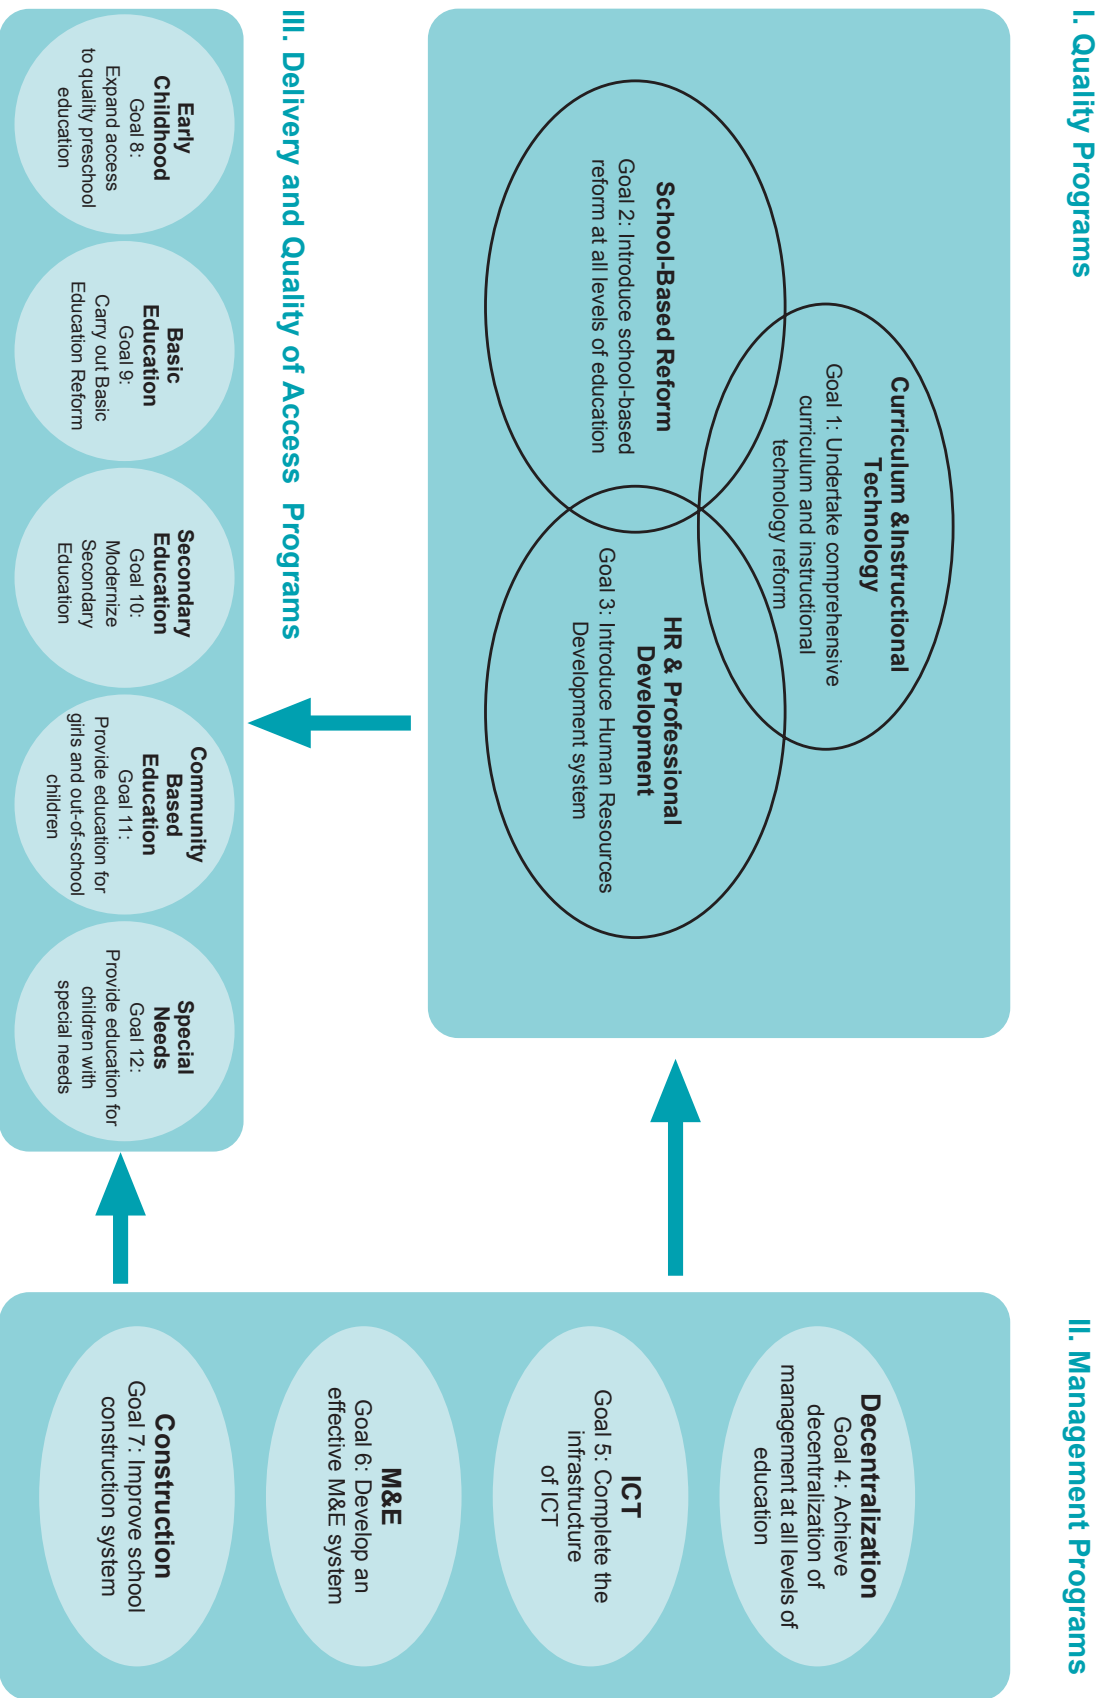 I. Quality Programs
Curriculum &Instructional
Technology
Goal 1: Undertake comprehensive
curriculum and instructional
technology reform
School-Based Reform
Goal 2: Introduce school-based
reform at all levels of education
HR & Professional
Development
Goal 3: Introduce Human Resources
Development system
II. Management Programs
Decentralization
Goal 4: Achieve
decentralization of
management at all levels of
education
ICT
Goal 5: Complete the
infrastructure
of ICT
M&E
Goal 6: Develop an
effective M&E system
Construction
Goal 7: Improve school
construction system
III. Delivery and Quality of Access Programs
Early
Childhood
Goal 8:
Expand access
to quality preschool
education
Basic
Education
Goal 9:
Carry out Basic
Education Reform
Secondary
Education
Goal 10:
Modernize
Secondary
Education
Community
Based
Education
Goal 11:
Provide education for
girls and out-of-school
children
Special
Needs
Goal 12:
Provide education for
children with
special needs